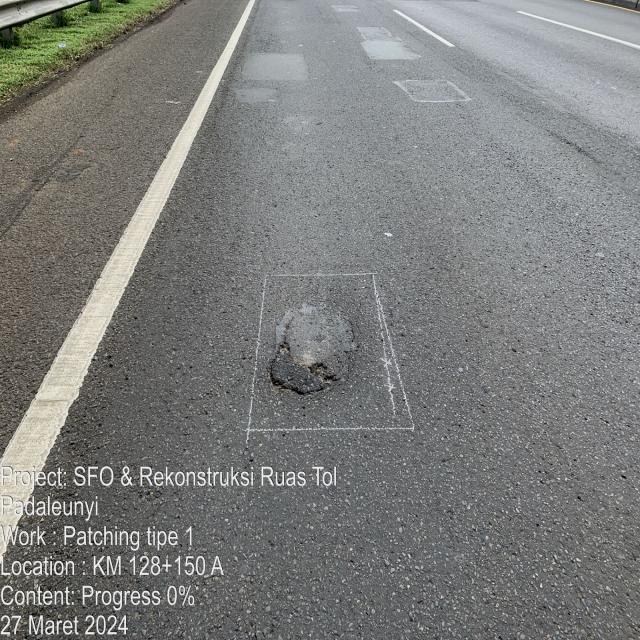 Project: SFO & Rekonstruksi Ruas Tol
Padaleunyi
Work : Patching tipe 1
Location : KM 128+150 A
Content: Progress 0%
27 Maret 2024